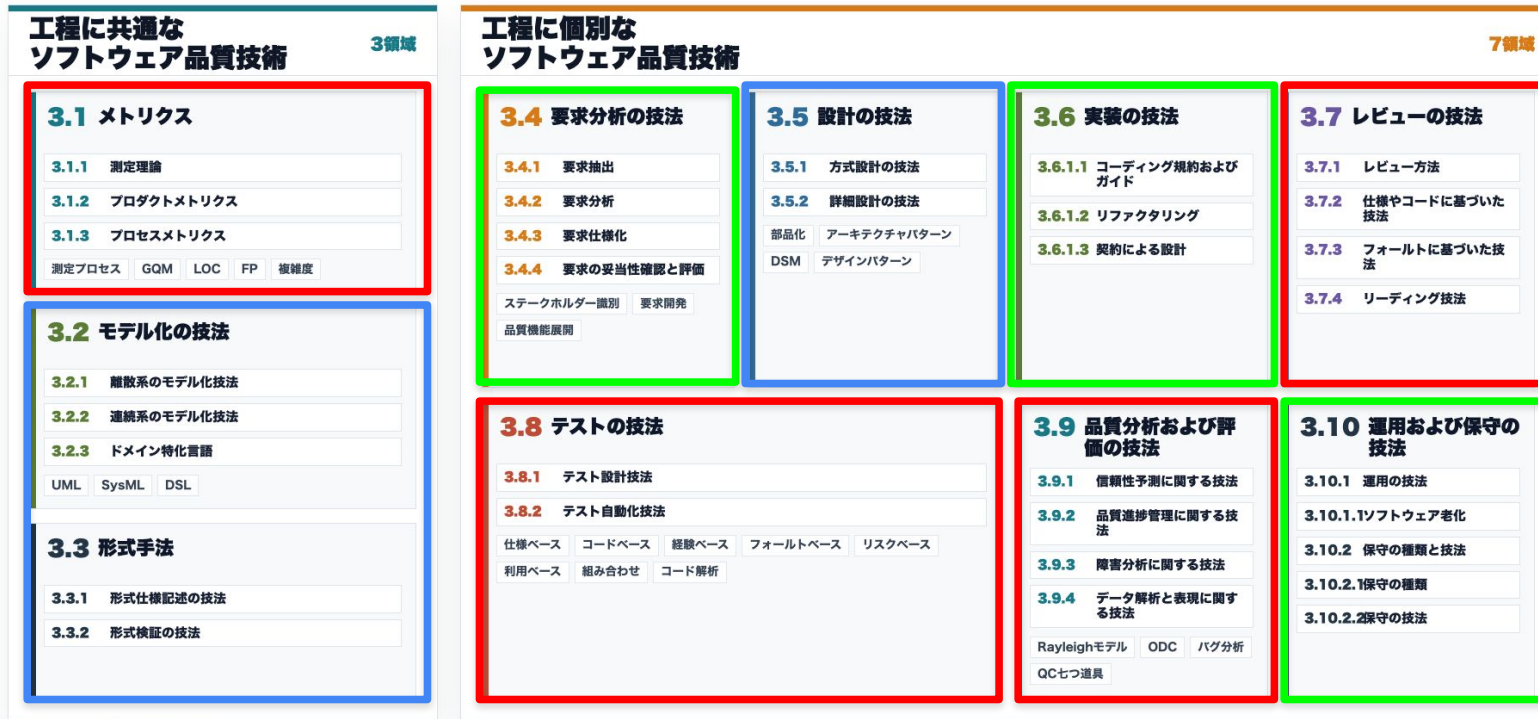 工程に共通な
ソフトウェア品質技術
3領域
3.1 メトリクス
3.1.1 測定理論
3.1.2 プロダクトメトリクス
3.1.3 プロセスメトリクス
測定プロセス GQM LOC FP 複雑度
3.2 モデル化の技法
3.2.1 離散系のモデル化技法
3.2.2 連続系のモデル化技法
3.2.3 ドメイン特化言語
UML SysML DSL
3.3 形式手法
3.3.1 形式仕様記述の技法
3.3.2 形式検証の技法
工程に個別な
ソフトウェア品質技術
7領域
3.4 要求分析の技法
3.4.1 要求抽出
3.4.2 要求分析
3.4.3 要求仕様化
3.4.4 要求の妥当性確認と評価
ステークホルダー識別 要求開発
品質機能展開
3.5 設計の技法
3.5.1 方式設計の技法
3.5.2 詳細設計の技法
部品化 アーキテクチャパターン
DSM デザインパターン
3.6 実装の技法
3.6.1.1 コーディング規約および
ガイド
3.6.1.2 リファクタリング
3.6.1.3 契約による設計
3.7 レビューの技法
3.7.1 レビュー方法
3.7.2 仕様やコードに基づいた
技法
3.7.3 フォールトに基づいた技
法
3.7.4 リーディング技法
3.8 テストの技法
3.8.1 テスト設計技法
3.8.2 テスト自動化技法
仕様ベース コードベース 経験ベース フォールトベース リスクベース
利用ベース 組み合わせ コード解析
3.9 品質分析および評
価の技法
3.9.1 信頼性予測に関する技法
3.9.2 品質進捗管理に関する技
法
3.9.3 障害分析に関する技法
3.9.4 データ解析と表現に関す
る技法
Rayleighモデル ODC バグ分析
QC七つ道具
3.10 運用および保守の
技法
3.10.1 運用の技法
3.10.1.1ソフトウェア老化
3.10.2 保守の種類と技法
3.10.2.1保守の種類
3.10.2.2保守の技法